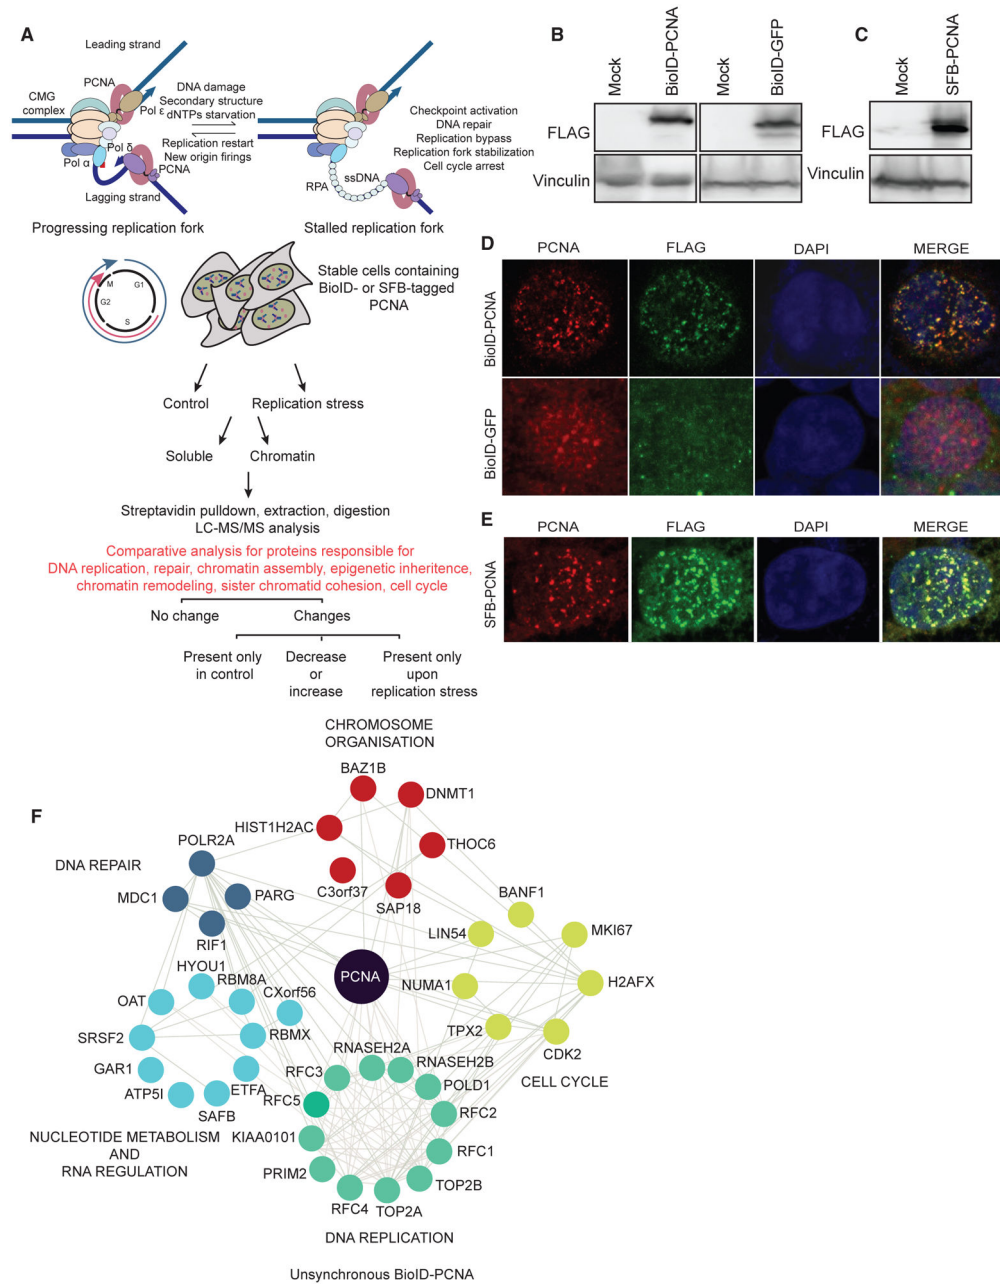 A
Leading strand
PCNA
CMG
complex
Pol ε
DNA damage
Secondary structure
dNTPs starvation
Replication restart
New origin firings
Pol δ
Pol α
PCNA
Lagging strand
Progressing replication fork
Checkpoint activation
DNA repair
Replication bypass
Replication fork stabilization
Cell cycle arrest
ssDNA
RPA
Stalled replication fork
M
G1
G2
S
Stable cells containing
BioID- or SFB-tagged
PCNA
Control
Replication stress
Soluble
Chromatin
Streptavidin pulldown, extraction, digestion
LC-MS/MS analysis
Comparative analysis for proteins responsible for
DNA replication, repair, chromatin assembly, epigenetic inheritence,
chromatin remodeling, sister chromatid cohesion, cell cycle
No change
Changes
Present only
in control
Decrease
or
increase
Present only
upon
replication stress
B
Mock
BioID-PCNA
Mock
BioID-GFP
FLAG
Vinculin
C
Mock
SFB-PCNA
FLAG
Vinculin
D
PCNA
FLAG
DAPI
MERGE
BioID-PCNA
BioID-GFP
E
PCNA
FLAG
DAPI
MERGE
SFB-PCNA
F
CHROMOSOME
ORGANISATION
BAZ1B
DNMT1
HIST1H2AC
THOC6
C3orf37
SAP18
POLR2A
DNA REPAIR
MDC1
PARG
RIF1
BANF1
LIN54
MKI67
PCNA
NUMA1
H2AFX
TPX2
CDK2
CELL CYCLE
HYOU1
RBM8A
CXorf56
OAT
SRSF2
RBMX
GAR1
ATP5I
ETFA
SAFB
NUCLEOTIDE METABOLISM
AND
RNA REGULATION
RNASEH2A
RNASEH2B
RFC3
POLD1
RFC5
RFC2
KIAA0101
RFC1
PRIM2
TOP2B
RFC4
TOP2A
DNA REPLICATION
Unsynchronous BioID-PCNA